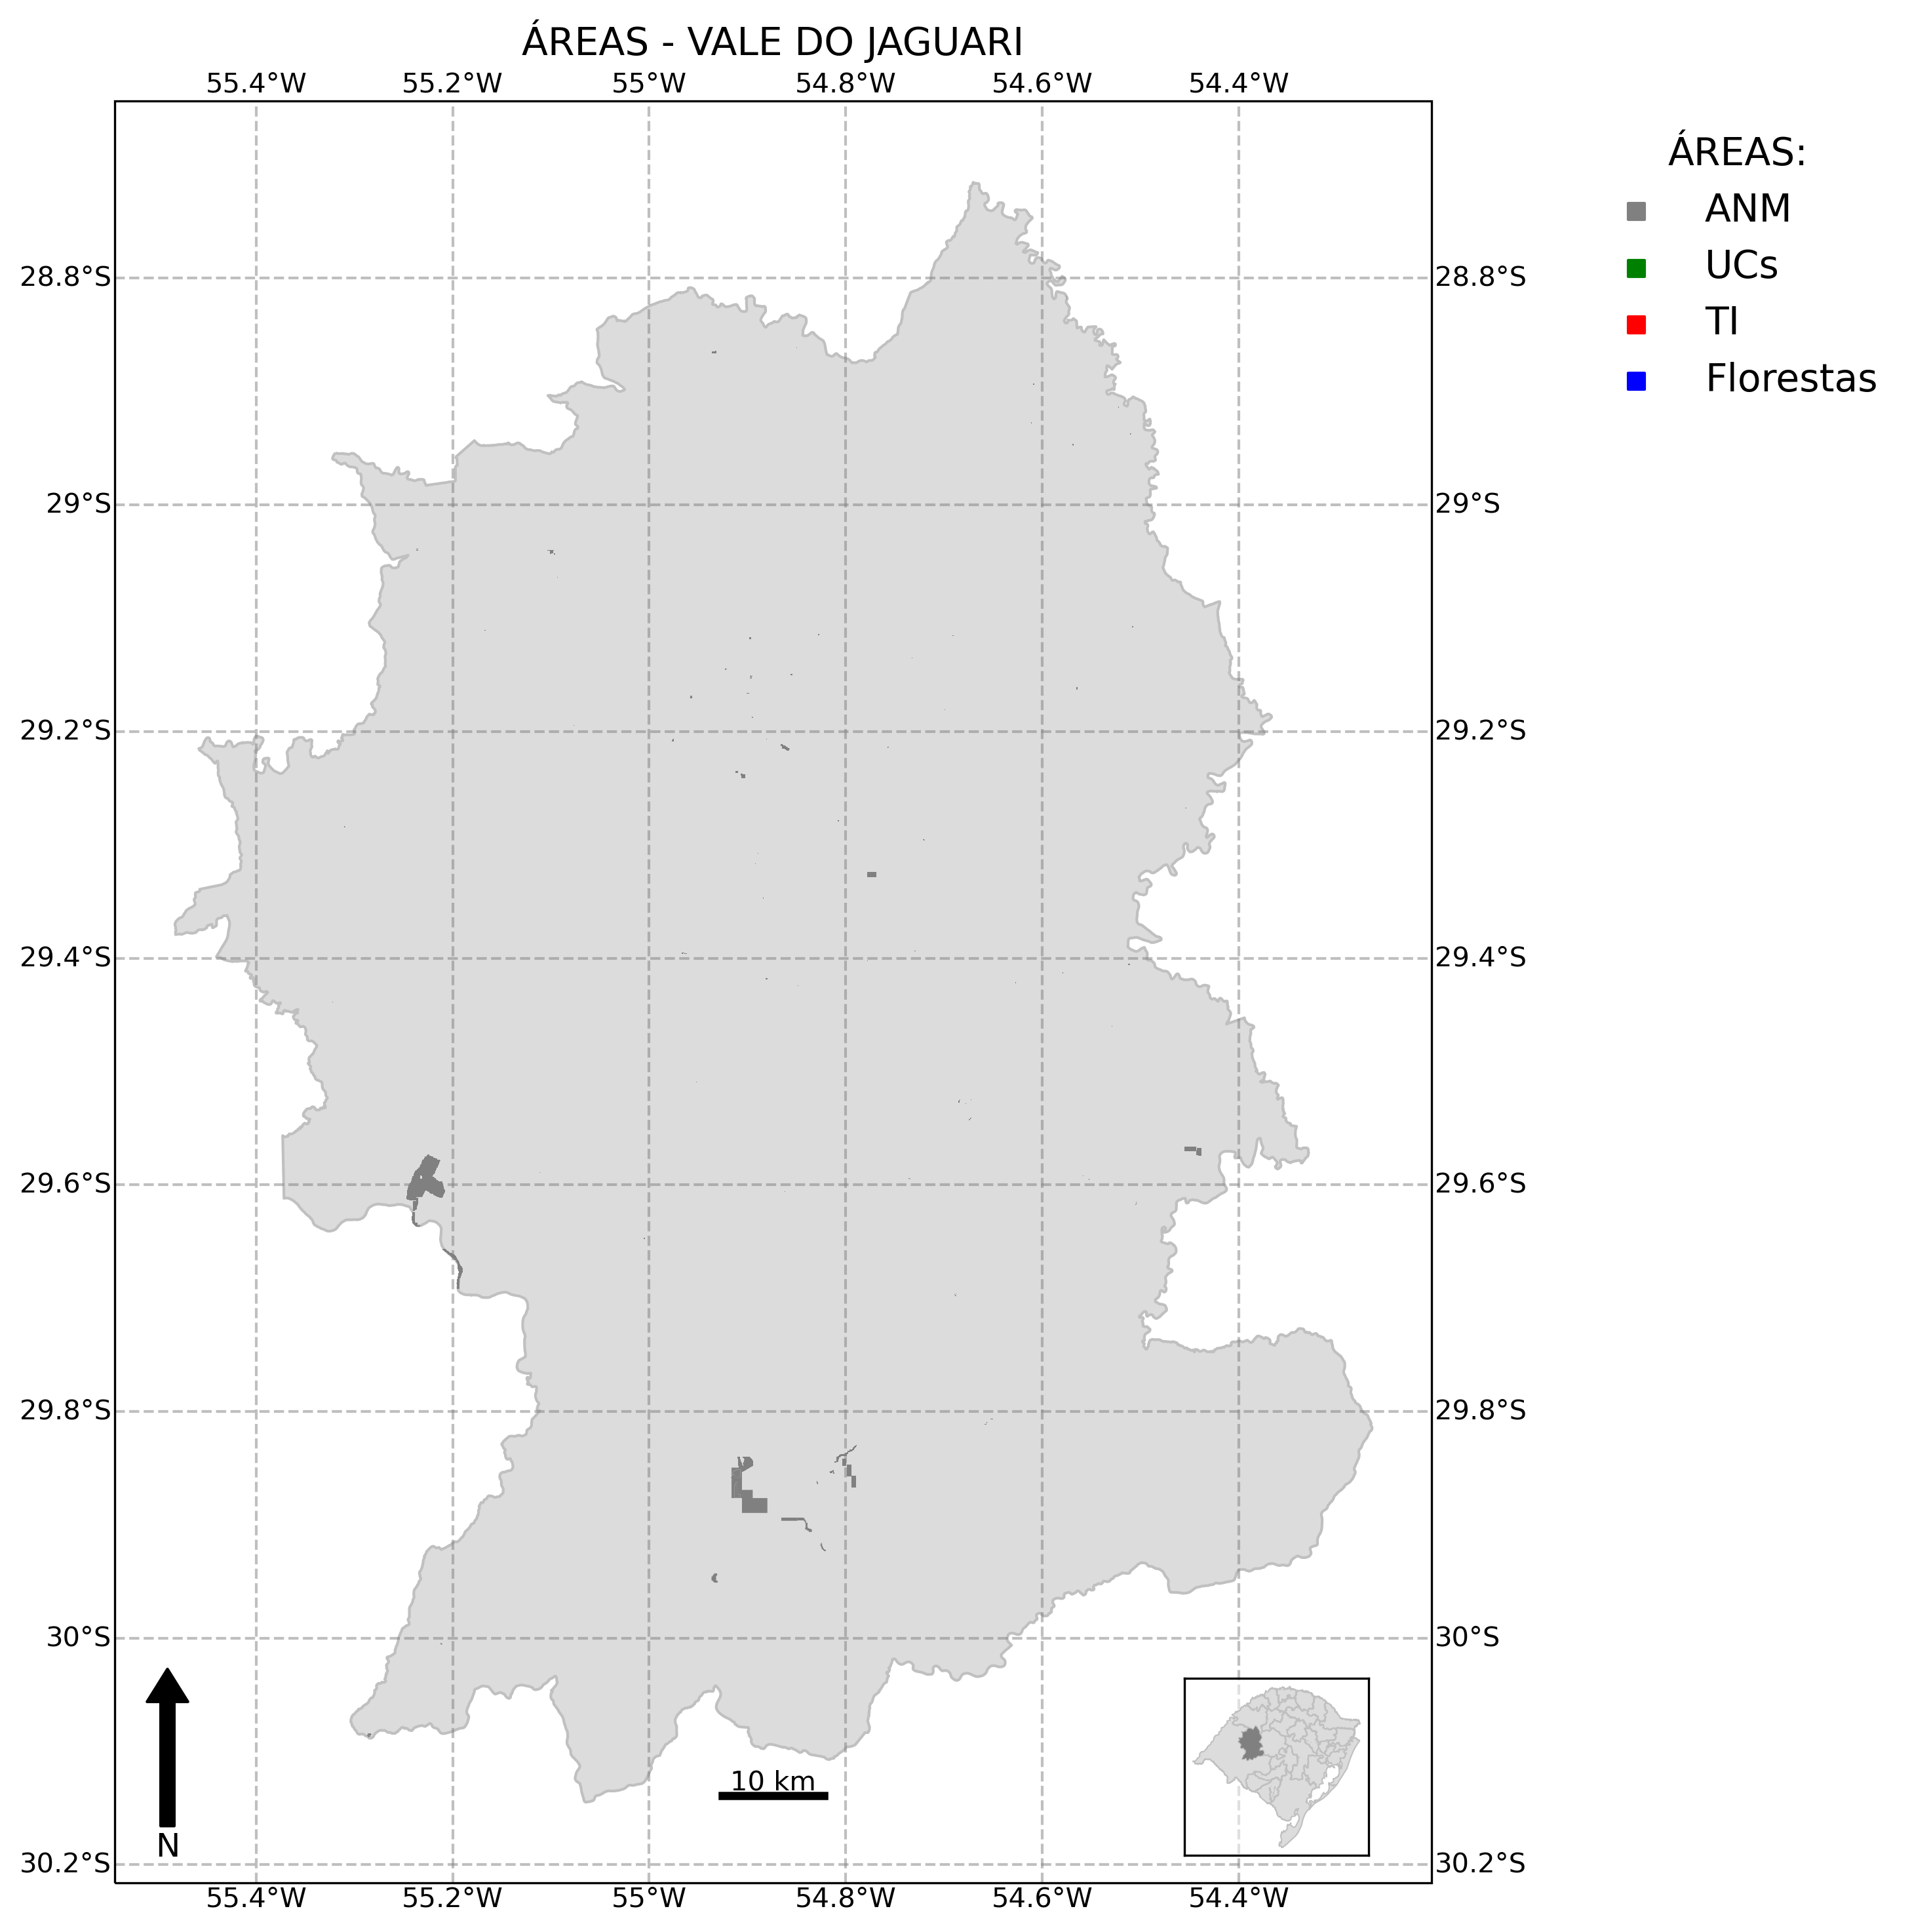 ÁREAS - VALE DO JAGUARI
55.4°W 55.2°W 55°W 54.8°W 54.6°W 54.4°W
ÁREAS:
ANM
UCs
TI
Florestas
28.8°S 28.8°S
29°S 29°S
29.2°S 29.2°S
29.4°S 29.4°S
29.6°S 29.6°S
29.8°S 29.8°S
30°S 30°S
10 km
N
30.2°S 30.2°S
55.4°W 55.2°W 55°W 54.8°W 54.6°W 54.4°W